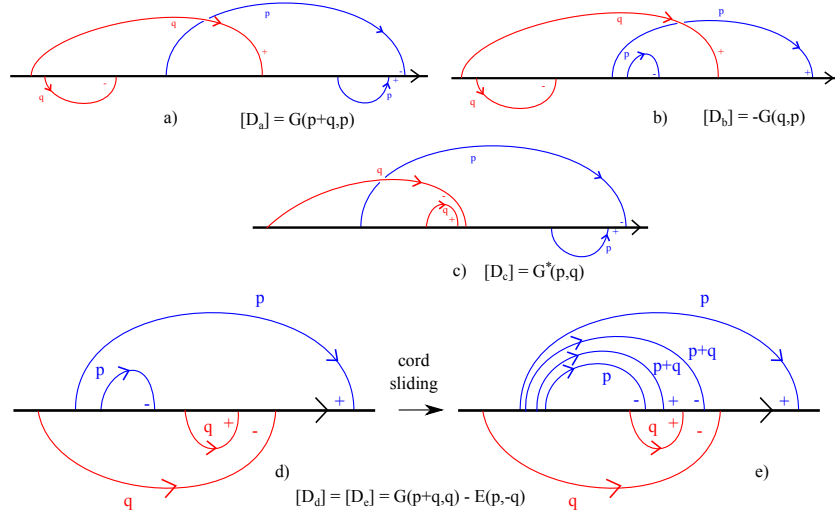 q
p
+
-
q
-
+
p
a)
[D_a] = G(p+q,p)
q
p
p
-
+
+
q
-
b)
[D_b] = -G(q,p)
p
q
-
q
+
-
+
p
c)
[D_c] = G*(p,q)
p
p
-
+
q
+
-
q
d)
cord
sliding
p
p+q
p+q
p
-
+
-
+
q
+
-
q
e)
[D_d] = [D_e] = G(p+q,q) - E(p,-q)